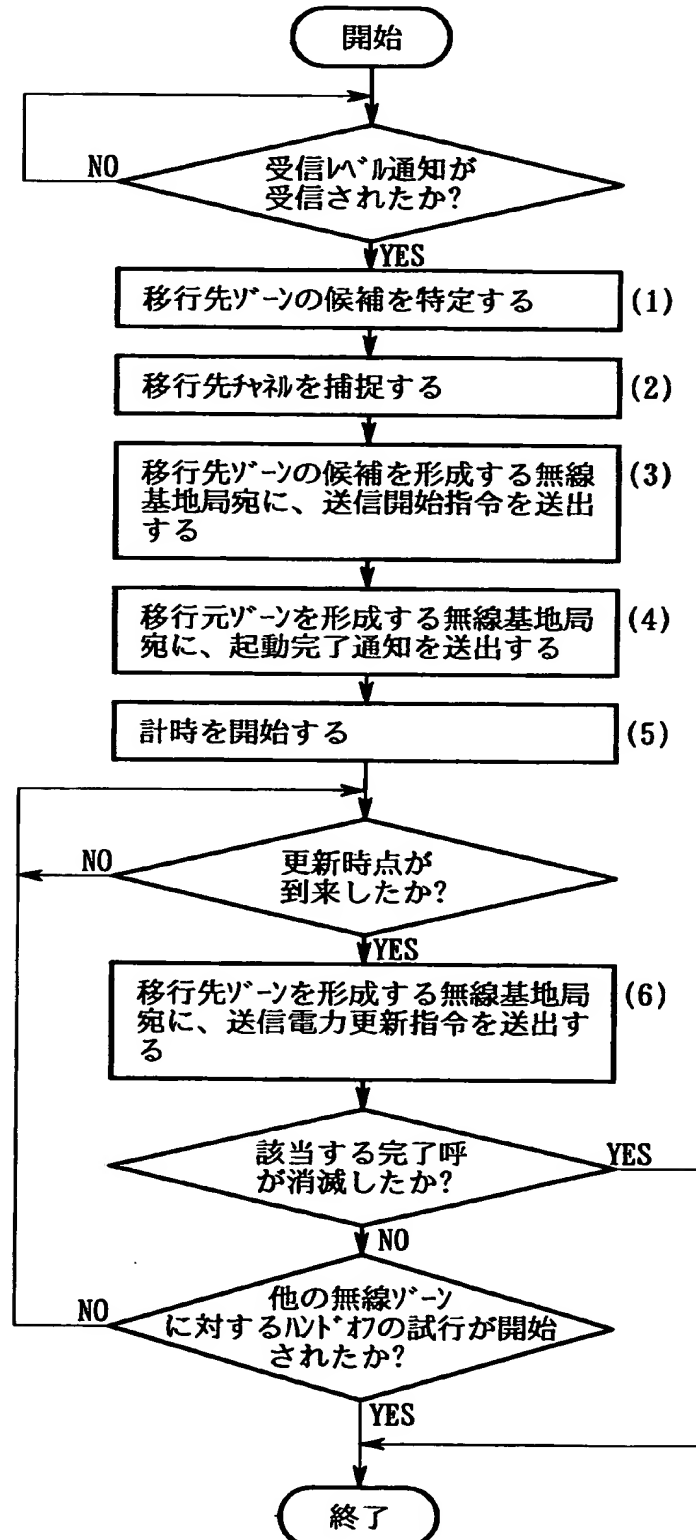 開始
NO
受信レベル通知が
受信されたか?
YES
移行先ゾーンの候補を特定する
(1)
移行先チャネルを捕捉する
(2)
移行先ゾーンの候補を形成する無線
基地局宛に、送信開始指令を送出
する
(3)
移行元ゾーンを形成する無線基地局
宛に、起動完了通知を送出する
(4)
計時を開始する
(5)
NO
更新時点が
到来したか?
YES
移行先ゾーンを形成する無線基地局
宛に、送信電力更新指令を送出す
る
(6)
該当する完了呼
が消滅したか?
YES
NO
NO
他の無線ゾーン
に対するハンドオフの試行が開始
されたか?
YES
終了